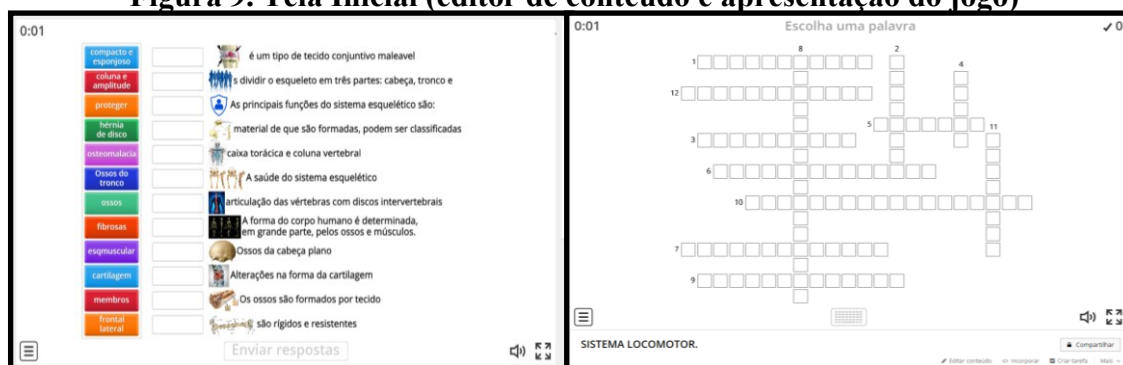 Figura 9: Tela Inicial (editor de conteúdo e apresentação do jogo)
0:01
compacto e
esponjoso
é um tipo de tecido conjuntivo maleavel
coluna e
amplitude
s dividir o esqueleto em três partes: cabeça, tronco e
proteger
As principais funções do sistema esquelético são:
hérnia
de disco
material de que são formadas, podem ser classificadas
osteomalacia
caixa torácica e coluna vertebral
Ossos do
tronco
A saúde do sistema esquelético
ossos
articulação das vértebras com discos intervertebrais
fibrosas
A forma do corpo humano é determinada,
em grande parte, pelos ossos e músculos.
esqmuscular
Ossos da cabeça plano
cartilagem
Alterações na forma da cartilagem
membros
Os ossos são formados por tecido
frontal
lateral
são rígidos e resistentes
Enviar respostas
0:01
Escolha uma palavra
0
8
2
1
4
12
5
11
3
6
10
7
9
SISTEMA LOCOMOTOR.
Compartilhar
Editar conteúdo
Incorporar
Criar tarefa
Mais